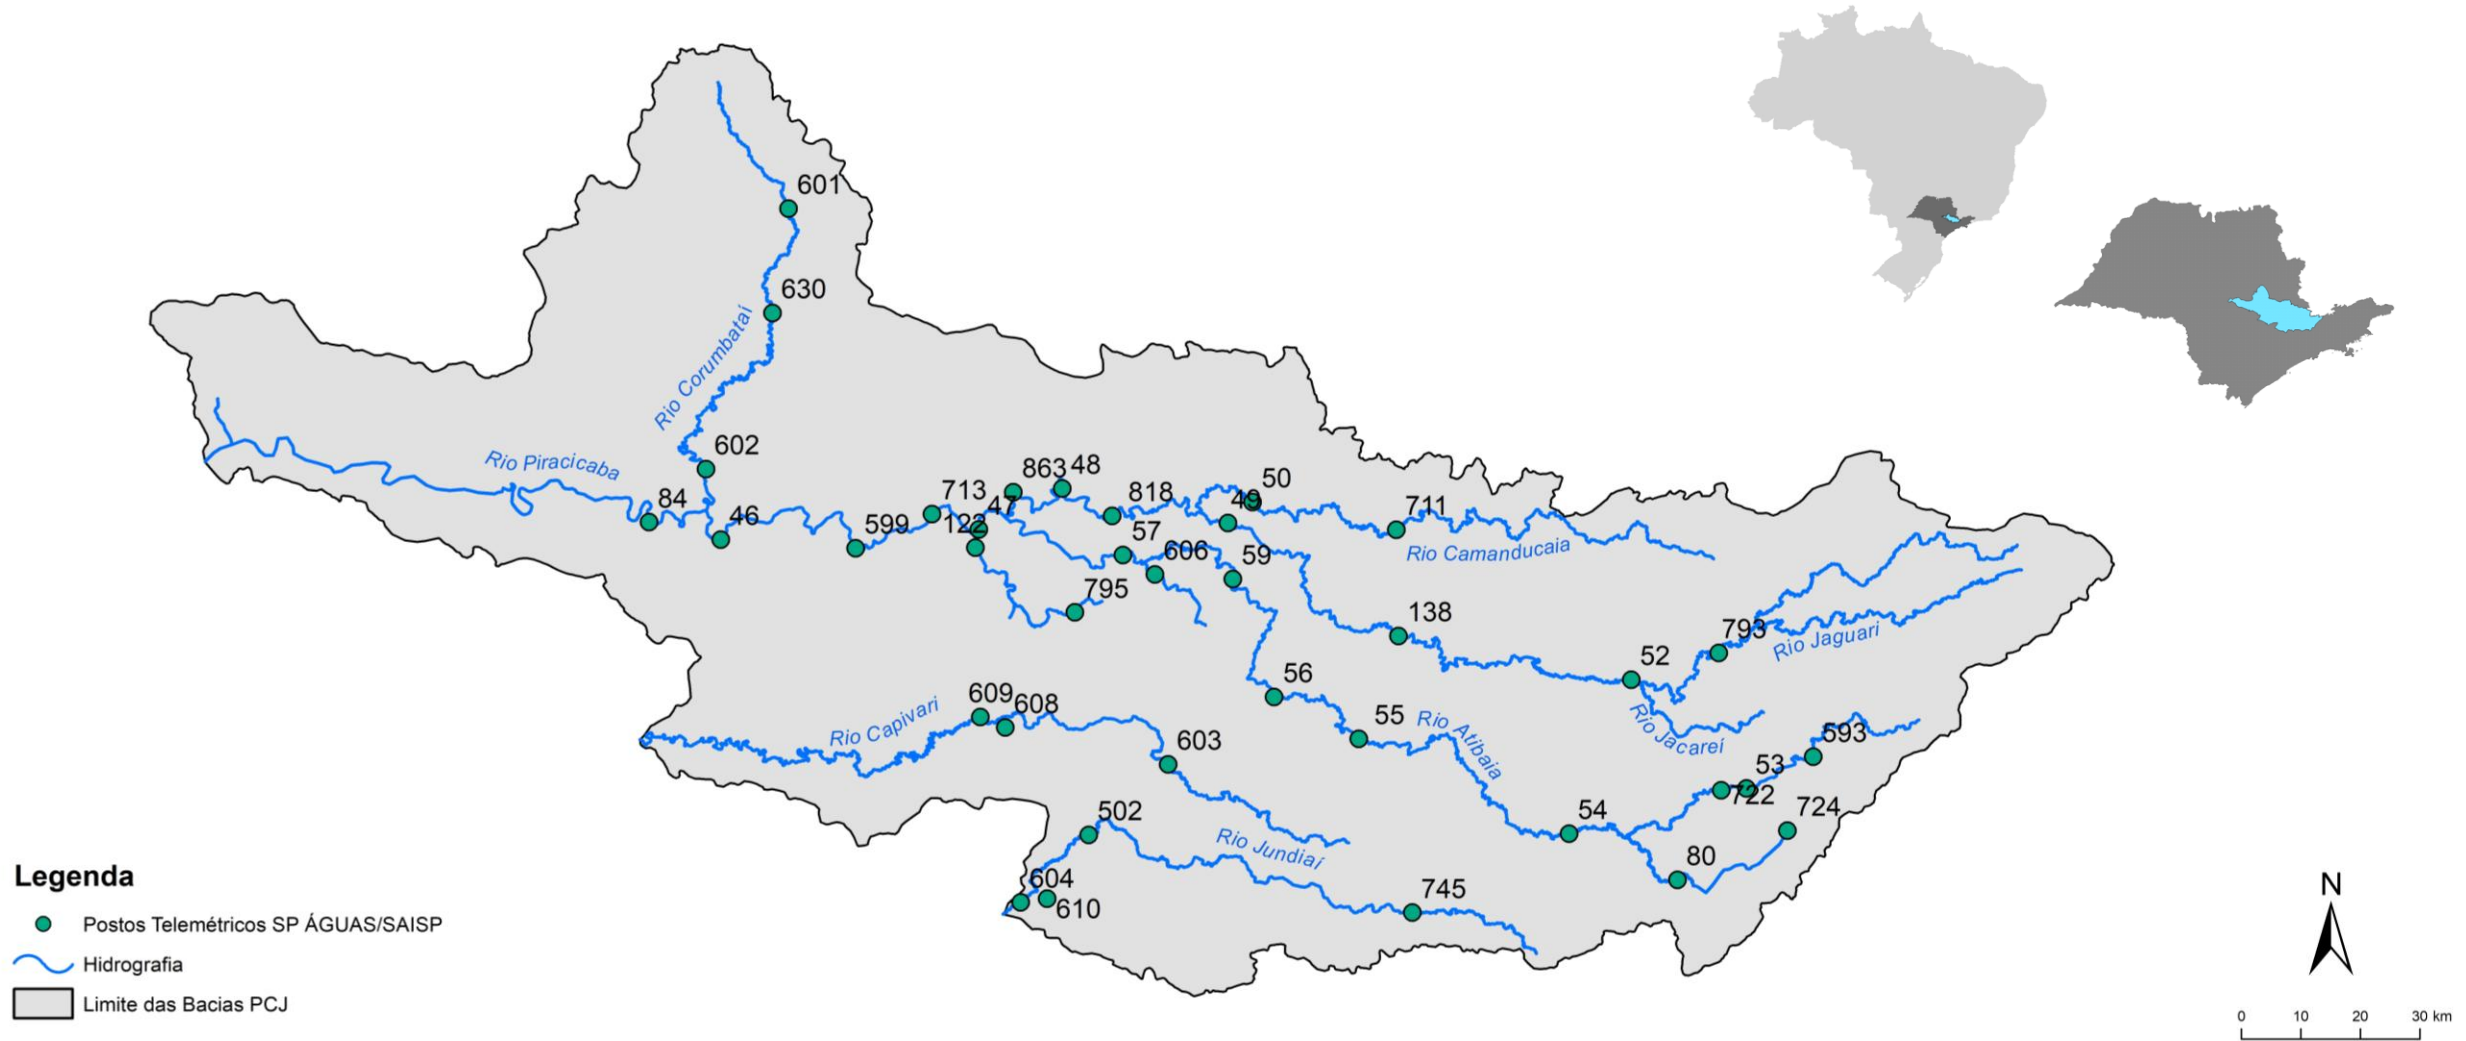 601
630
Rio Corumbataí
602
Rio Piracicaba
84
46
599
713
122
47
863
48
818
57
606
49
50
59
711
Rio Camanducaia
795
138
52
793
Rio Jaguari
Rio Jacareí
56
55
Rio Atibaia
609
608
Rio Capivari
603
593
53
722
724
54
80
502
Rio Jundiaí
604
610
745
Legenda
Postos Telemétricos SP ÁGUAS/SAISP
Hidrografia
Limite das Bacias PCJ
N
0 10 20 30 km